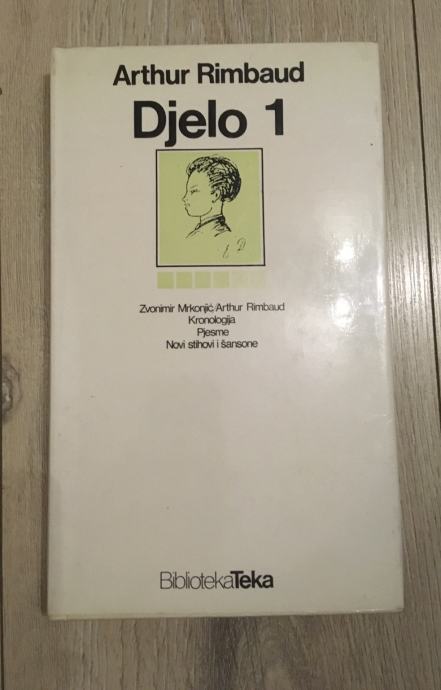 Arthur Rimbaud
Djelo 1
Zvonimir Mrkonjić/Arthur Rimbaud
Kronologija
Pjesme
Novi stihovi i šansone
BibliotekaTeka